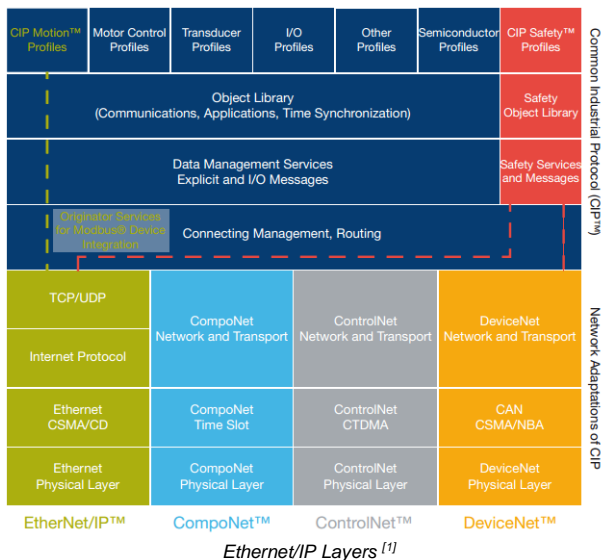 CIP Motion™
Profiles
Motor Control
Profiles
Transducer
Profiles
I/O
Profiles
Other
Profiles
Semiconductor
Profiles
CIP Safety™
Profiles
Object Library
(Communications, Applications, Time Synchronization)
Safety
Object Library
Data Management Services
Explicit and I/O Messages
Safety Services
and Messages
Originator Services
for Modbus® Device
Integration
Connecting Management, Routing
Common Industrial Protocol (CIP™)
TCP/UDP
Internet Protocol
CompoNet
Network and Transport
ControlNet
Network and Transport
DeviceNet
Network and Transport
Ethernet
CSMA/CD
CompoNet
Time Slot
ControlNet
CTDMA
CAN
CSMA/NBA
Ethernet
Physical Layer
CompoNet
Physical Layer
ControlNet
Physical Layer
DeviceNet
Physical Layer
Network Adaptations of CIP
EtherNet/IP™
CompoNet™
ControlNet™
DeviceNet™
Ethernet/IP Layers [1]